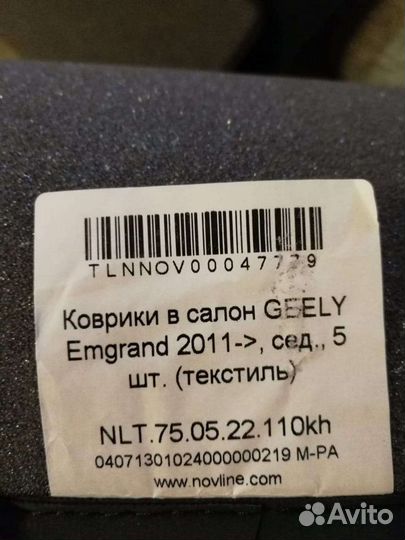 TLNNOV00047779
Коврики в салон GEELY
Emgrand 2011->, сед., 5
шт. (текстиль)
NLT.75.05.22.110kh
04071301024000000219 M-PA
www.novline.com
Avito